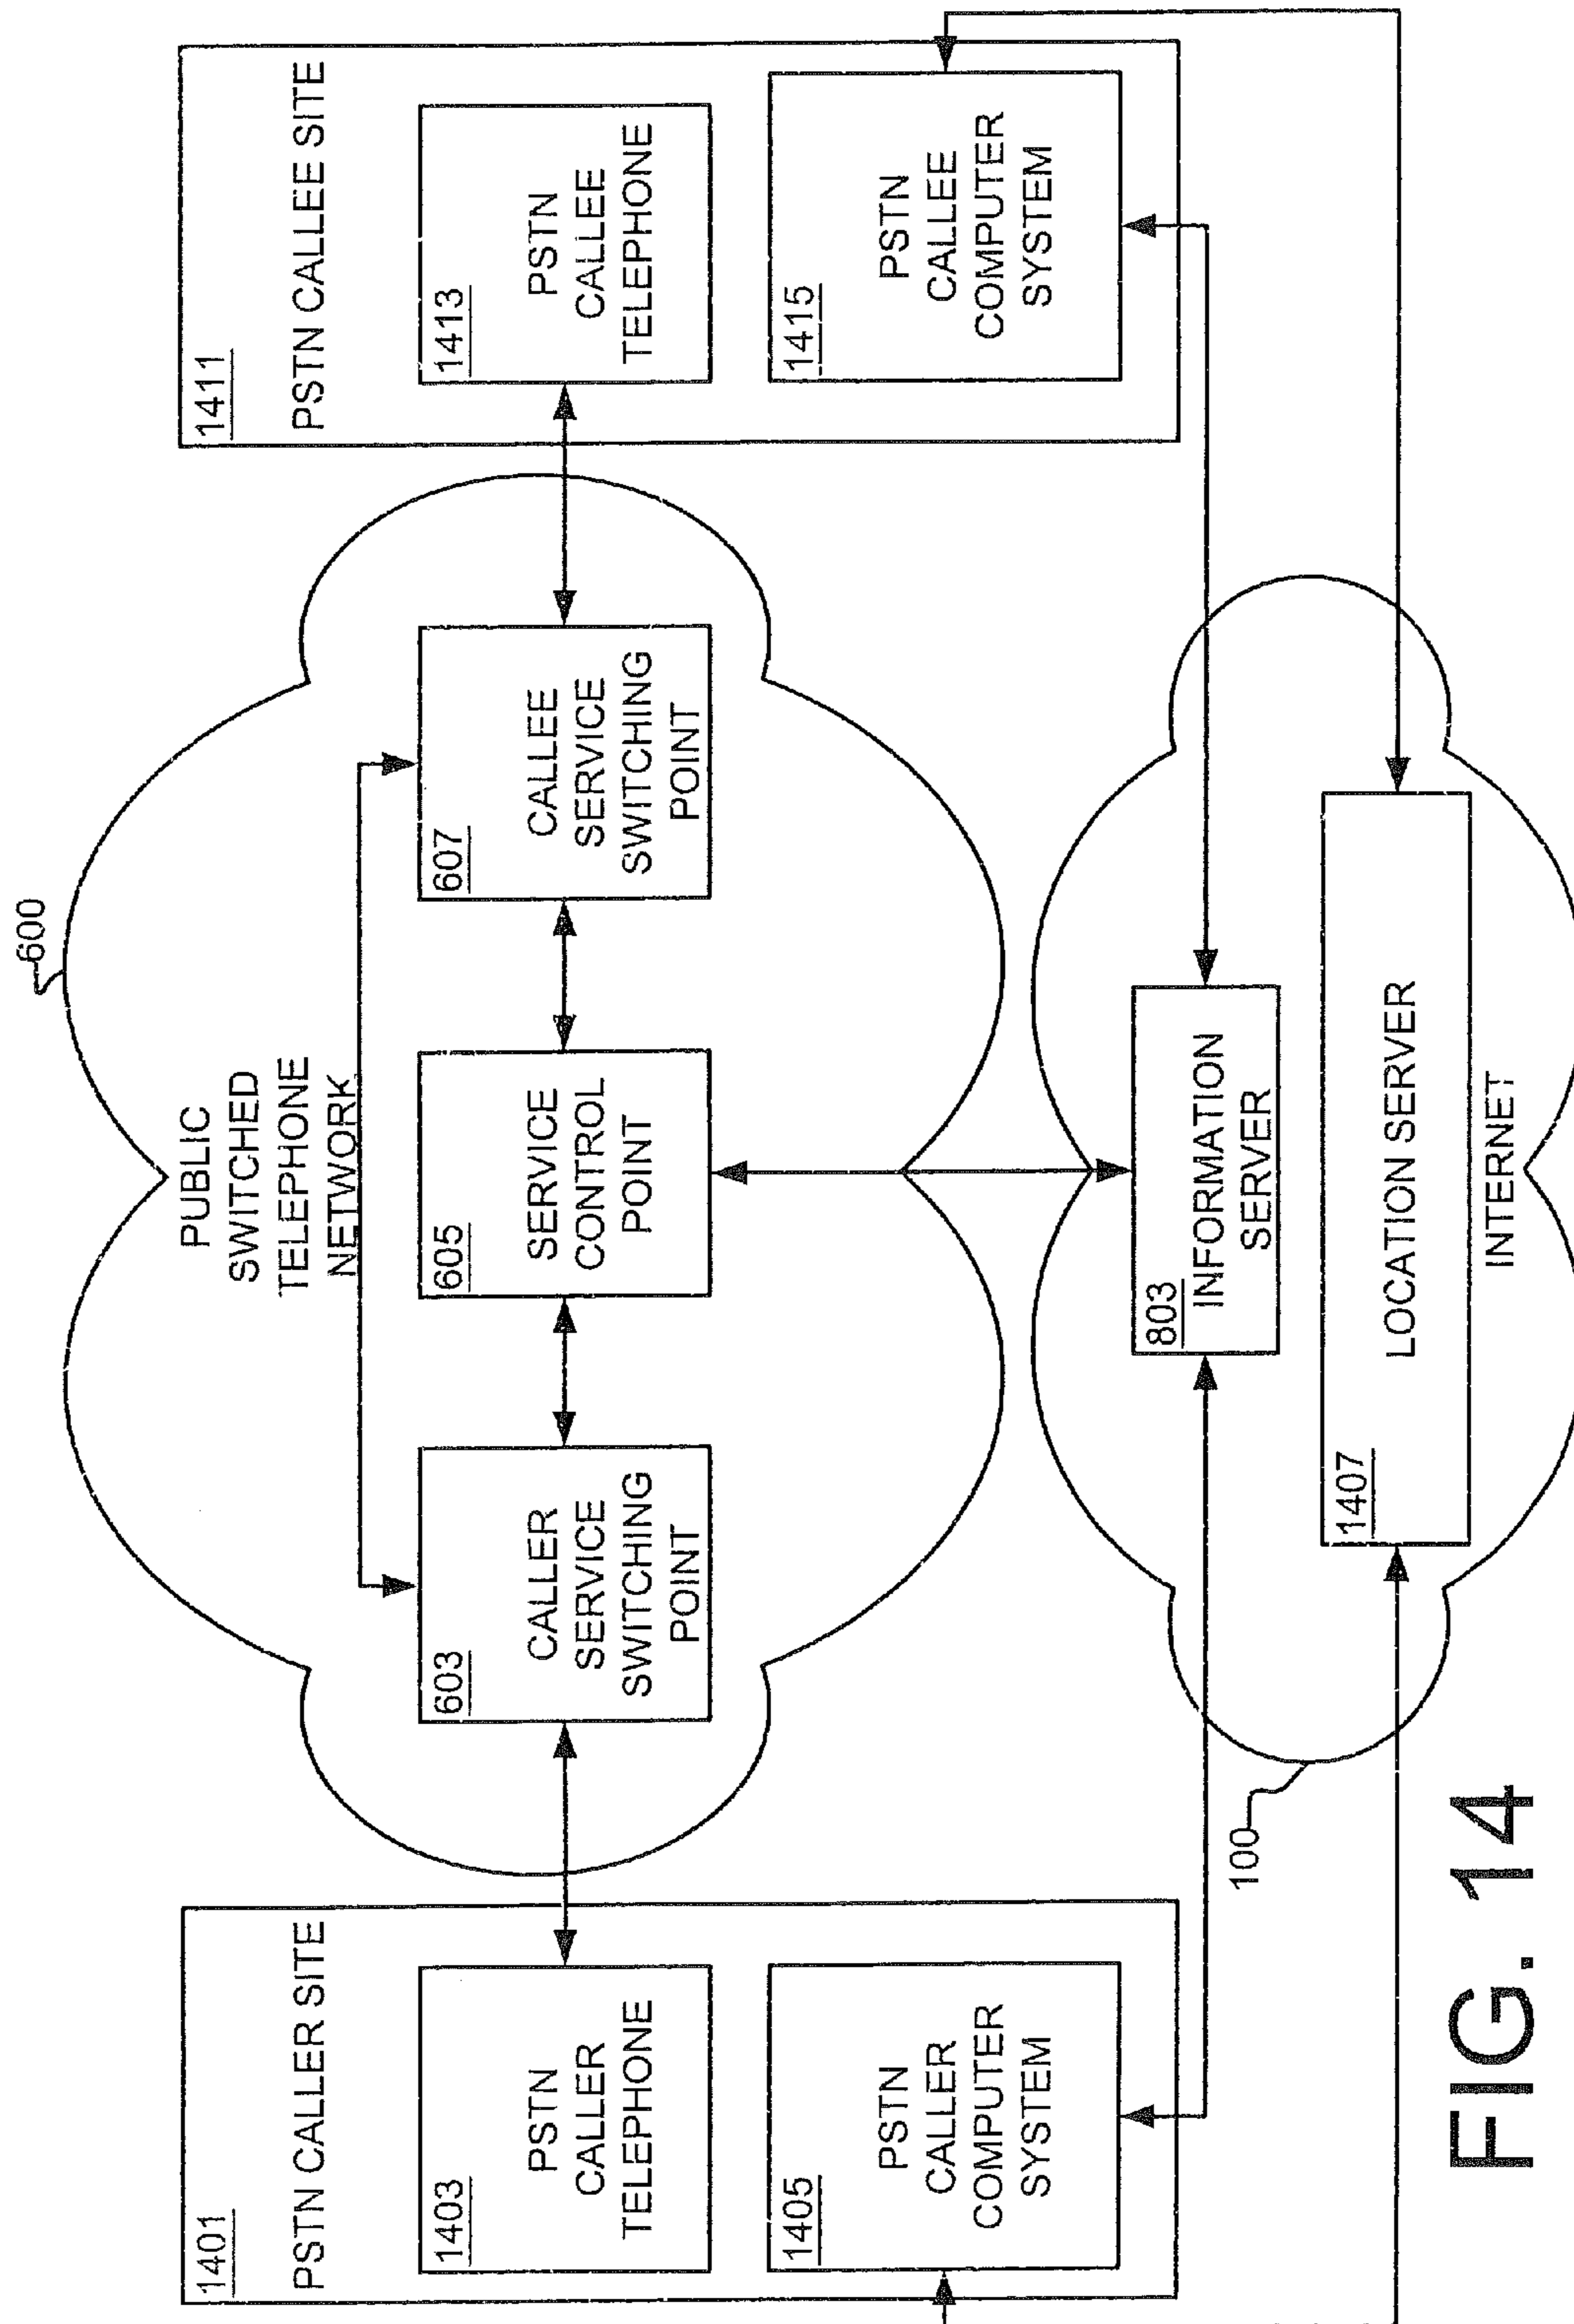 600
PUBLIC
SWITCHED
TELEPHONE
NETWORK
1401
PSTN CALLER SITE
1403
PSTN
CALLER
TELEPHONE
1405
PSTN
CALLER
COMPUTER
SYSTEM
603
CALLER
SERVICE
SWITCHING
POINT
605
SERVICE
CONTROL
POINT
607
CALLEE
SERVICE
SWITCHING
POINT
1411
PSTN CALLEE SITE
1413
PSTN
CALLEE
TELEPHONE
1415
PSTN
CALLEE
COMPUTER
SYSTEM
100
803
INFORMATION
SERVER
1407
LOCATION SERVER
INTERNET
FIG. 14